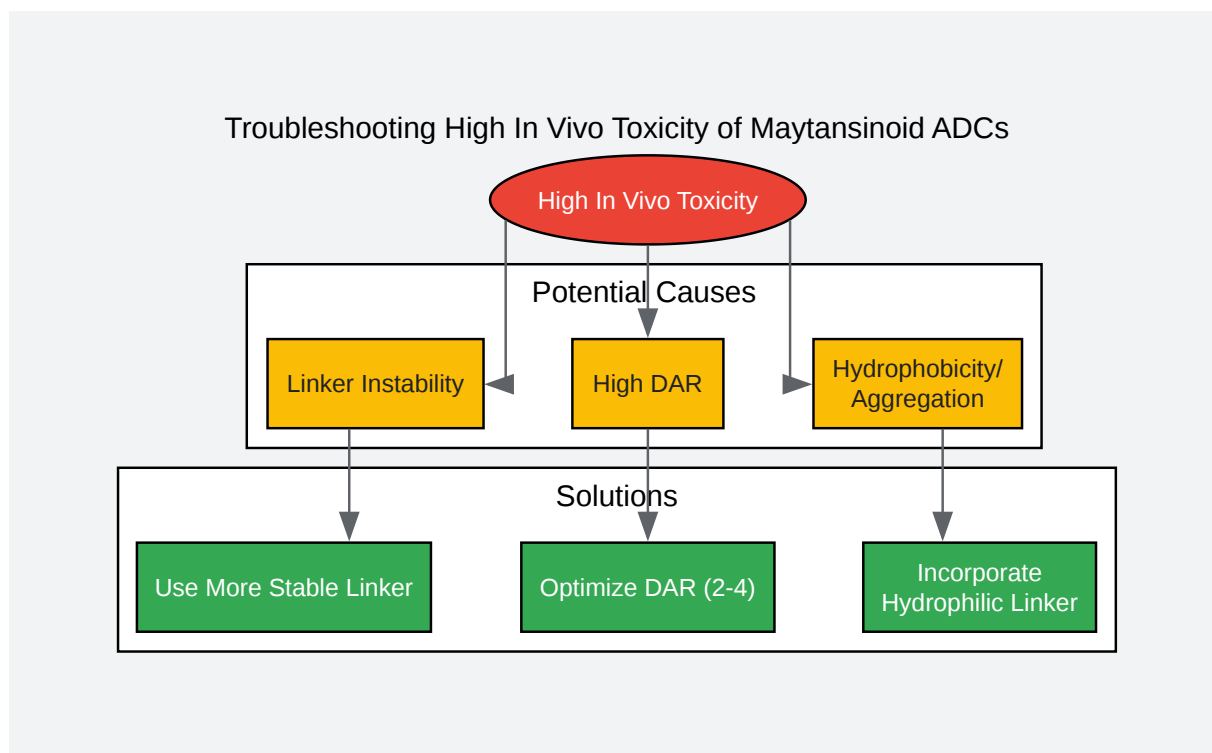 Troubleshooting High In Vivo Toxicity of Maytansinoid ADCs
High In Vivo Toxicity
Potential Causes
Linker Instability
High DAR
Hydrophobicity/
Aggregation
Solutions
Use More Stable Linker
Optimize DAR (2-4)
Incorporate
Hydrophilic Linker